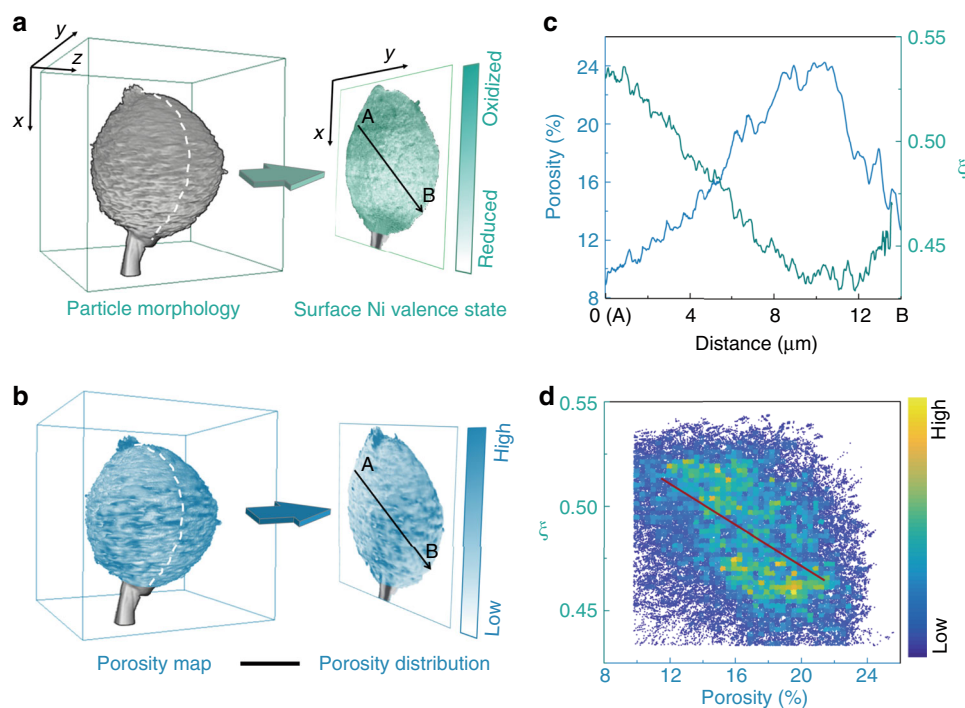 a
y
z
x
y
x
A
B
Oxidized
Reduced
Particle morphology
Surface Ni valence state
b
A
B
High
Low
Porosity map
Porosity distribution
c
24
20
16
12
8
Porosity (%)
0.55
0.50
0.45
ξ
0 (A)
4
8
12
B
Distance (μm)
d
0.55
0.50
0.45
ξ
8
12
16
20
24
Porosity (%)
High
Low